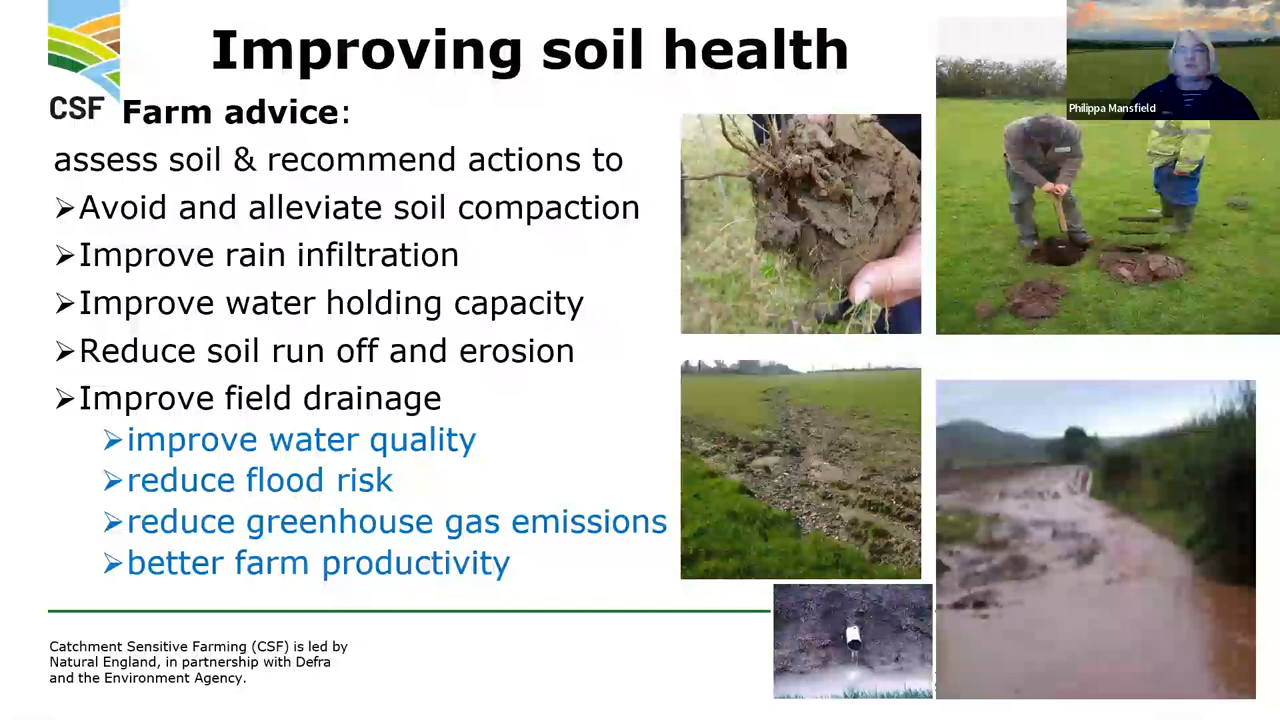 Improving soil health
Philippa Mansfield
CSF
Farm advice:
assess soil & recommend actions to
➢Avoid and alleviate soil compaction
➢Improve rain infiltration
➢Improve water holding capacity
➢Reduce soil run off and erosion
➢Improve field drainage
➢improve water quality
➢reduce flood risk
➢reduce greenhouse gas emissions
➢better farm productivity
Catchment Sensitive Farming (CSF) is led by
Natural England, in partnership with Defra
and the Environment Agency.